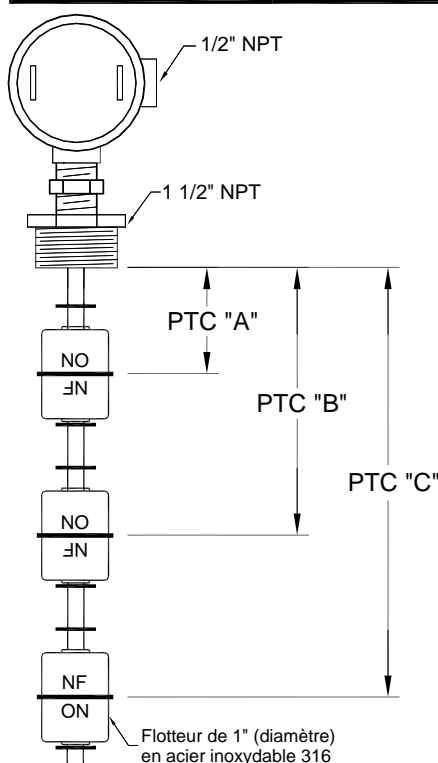 1/2" NPT
1 1/2" NPT
PTC "A"
NO
NF
PTC "B"
PTC "C"
NO
NF
NF
NO
Flotteur de 1" (diamètre)
en acier inoxydable 316